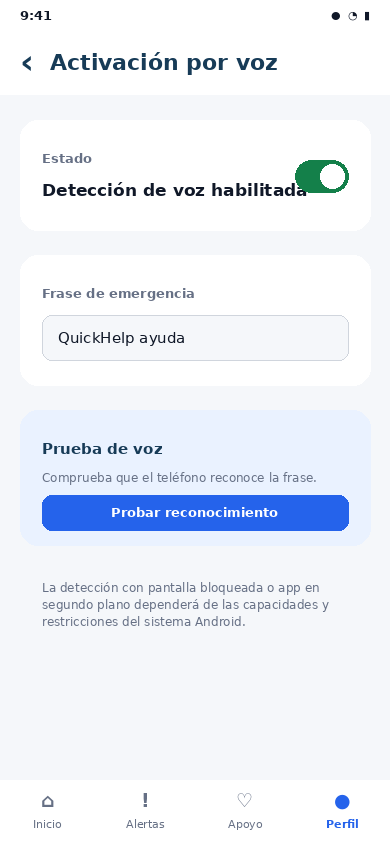 9:41
Activación por voz
Estado
Detección de voz habilitada
Frase de emergencia
QuickHelp ayuda
Prueba de voz
Comprueba que el teléfono reconoce la frase.
Probar reconocimiento
La detección con pantalla bloqueada o app en
segundo plano dependerá de las capacidades y
restricciones del sistema Android.
Inicio
Alertas
Apoyo
Perfil